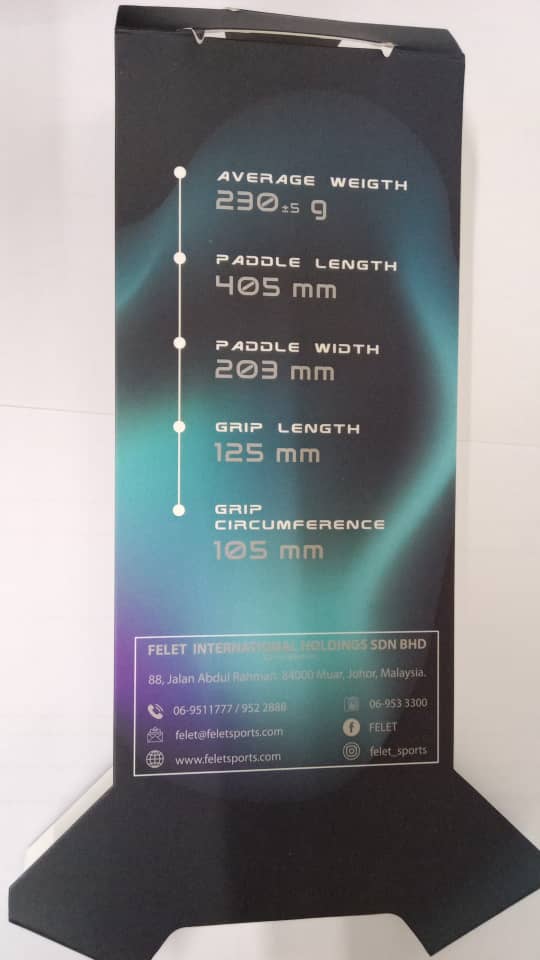 AVERAGE WEIGTH
230±5 g
PADDLE LENGTH
405 mm
PADDLE WIDTH
203 mm
GRIP LENGTH
125 mm
GRIP
CIRCUMFERENCE
105 mm
FELET INTERNATIONAL HOLDINGS SDN BHD
88, Jalan Abdul Rahman, 84000 Muar, Johor, Malaysia.
06-9511777 / 952 2888
06-953 3300
felet@feletsports.com
FELET
www.feletsports.com
felet_sports